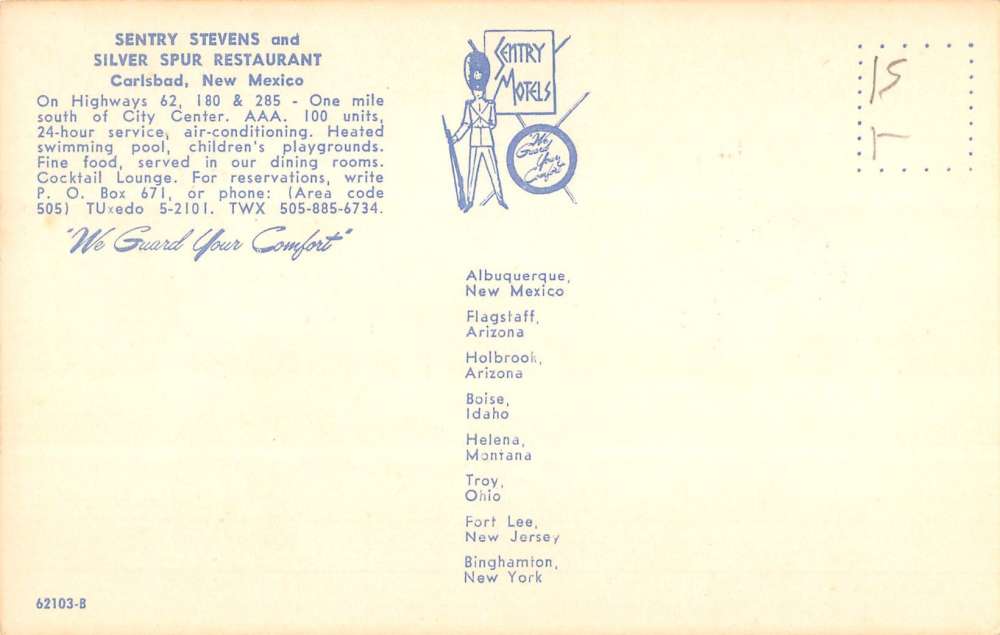 SENTRY STEVENS and
SILVER SPUR RESTAURANT
Carlsbad, New Mexico
On Highways 62, 180 & 285 - One mile
south of City Center. AAA. 100 units,
24-hour service, air-conditioning. Heated
swimming pool, children's playgrounds.
Fine food, served in our dining rooms.
Cocktail Lounge. For reservations, write
P. O. Box 671, or phone: (Area code
505) TUxedo 5-2101. TWX 505-885-6734.
"We Guard Your Comfort"
SENTRY
MOTELS
"We
Guard
Your
Comfort"
15
Albuquerque,
New Mexico
Flagstaff,
Arizona
Holbrook,
Arizona
Boise,
Idaho
Helena,
Montana
Troy,
Ohio
Fort Lee,
New Jersey
Binghamton,
New York
62103-B